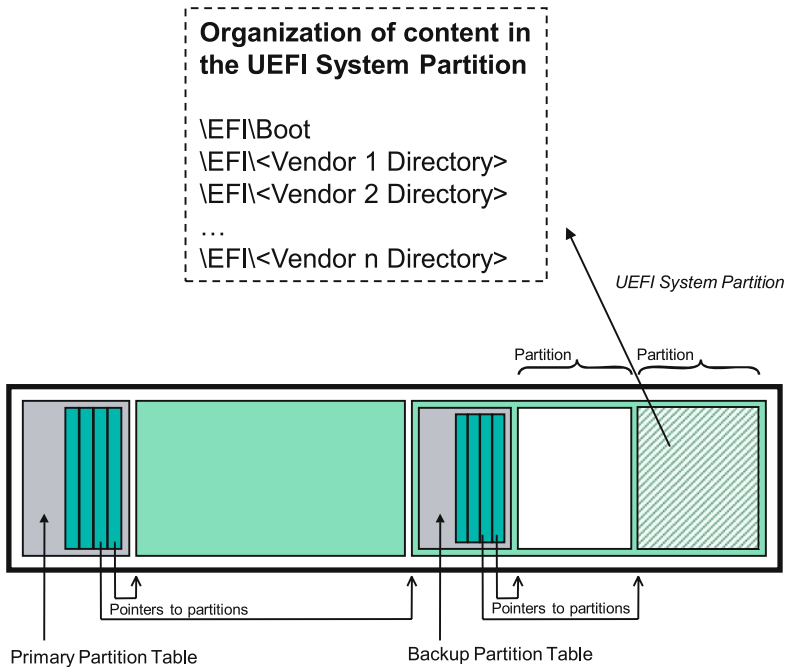 Organization of content in
the UEFI System Partition
\EFI\Boot
\EFI\<Vendor 1 Directory>
\EFI\<Vendor 2 Directory>
...
\EFI\<Vendor n Directory>
UEFI System Partition
Partition
Partition
Pointers to partitions
Pointers to partitions
Primary Partition Table
Backup Partition Table